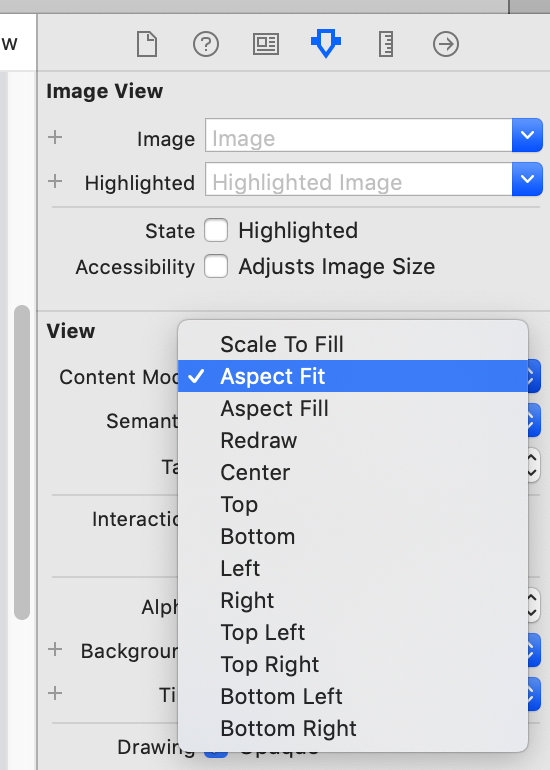 w
Image View
Image Image
Highlighted Highlighted Image
State Highlighted
Accessibility Adjusts Image Size
View
Scale To Fill
Content Mo Aspect Fit
Semant Aspect Fill
Redraw
Ta Center
Top
Interactio Bottom
Left
Alph Right
Top Left
Backgroun Top Right
Ti Bottom Left
Bottom Right
Drawing Opaque